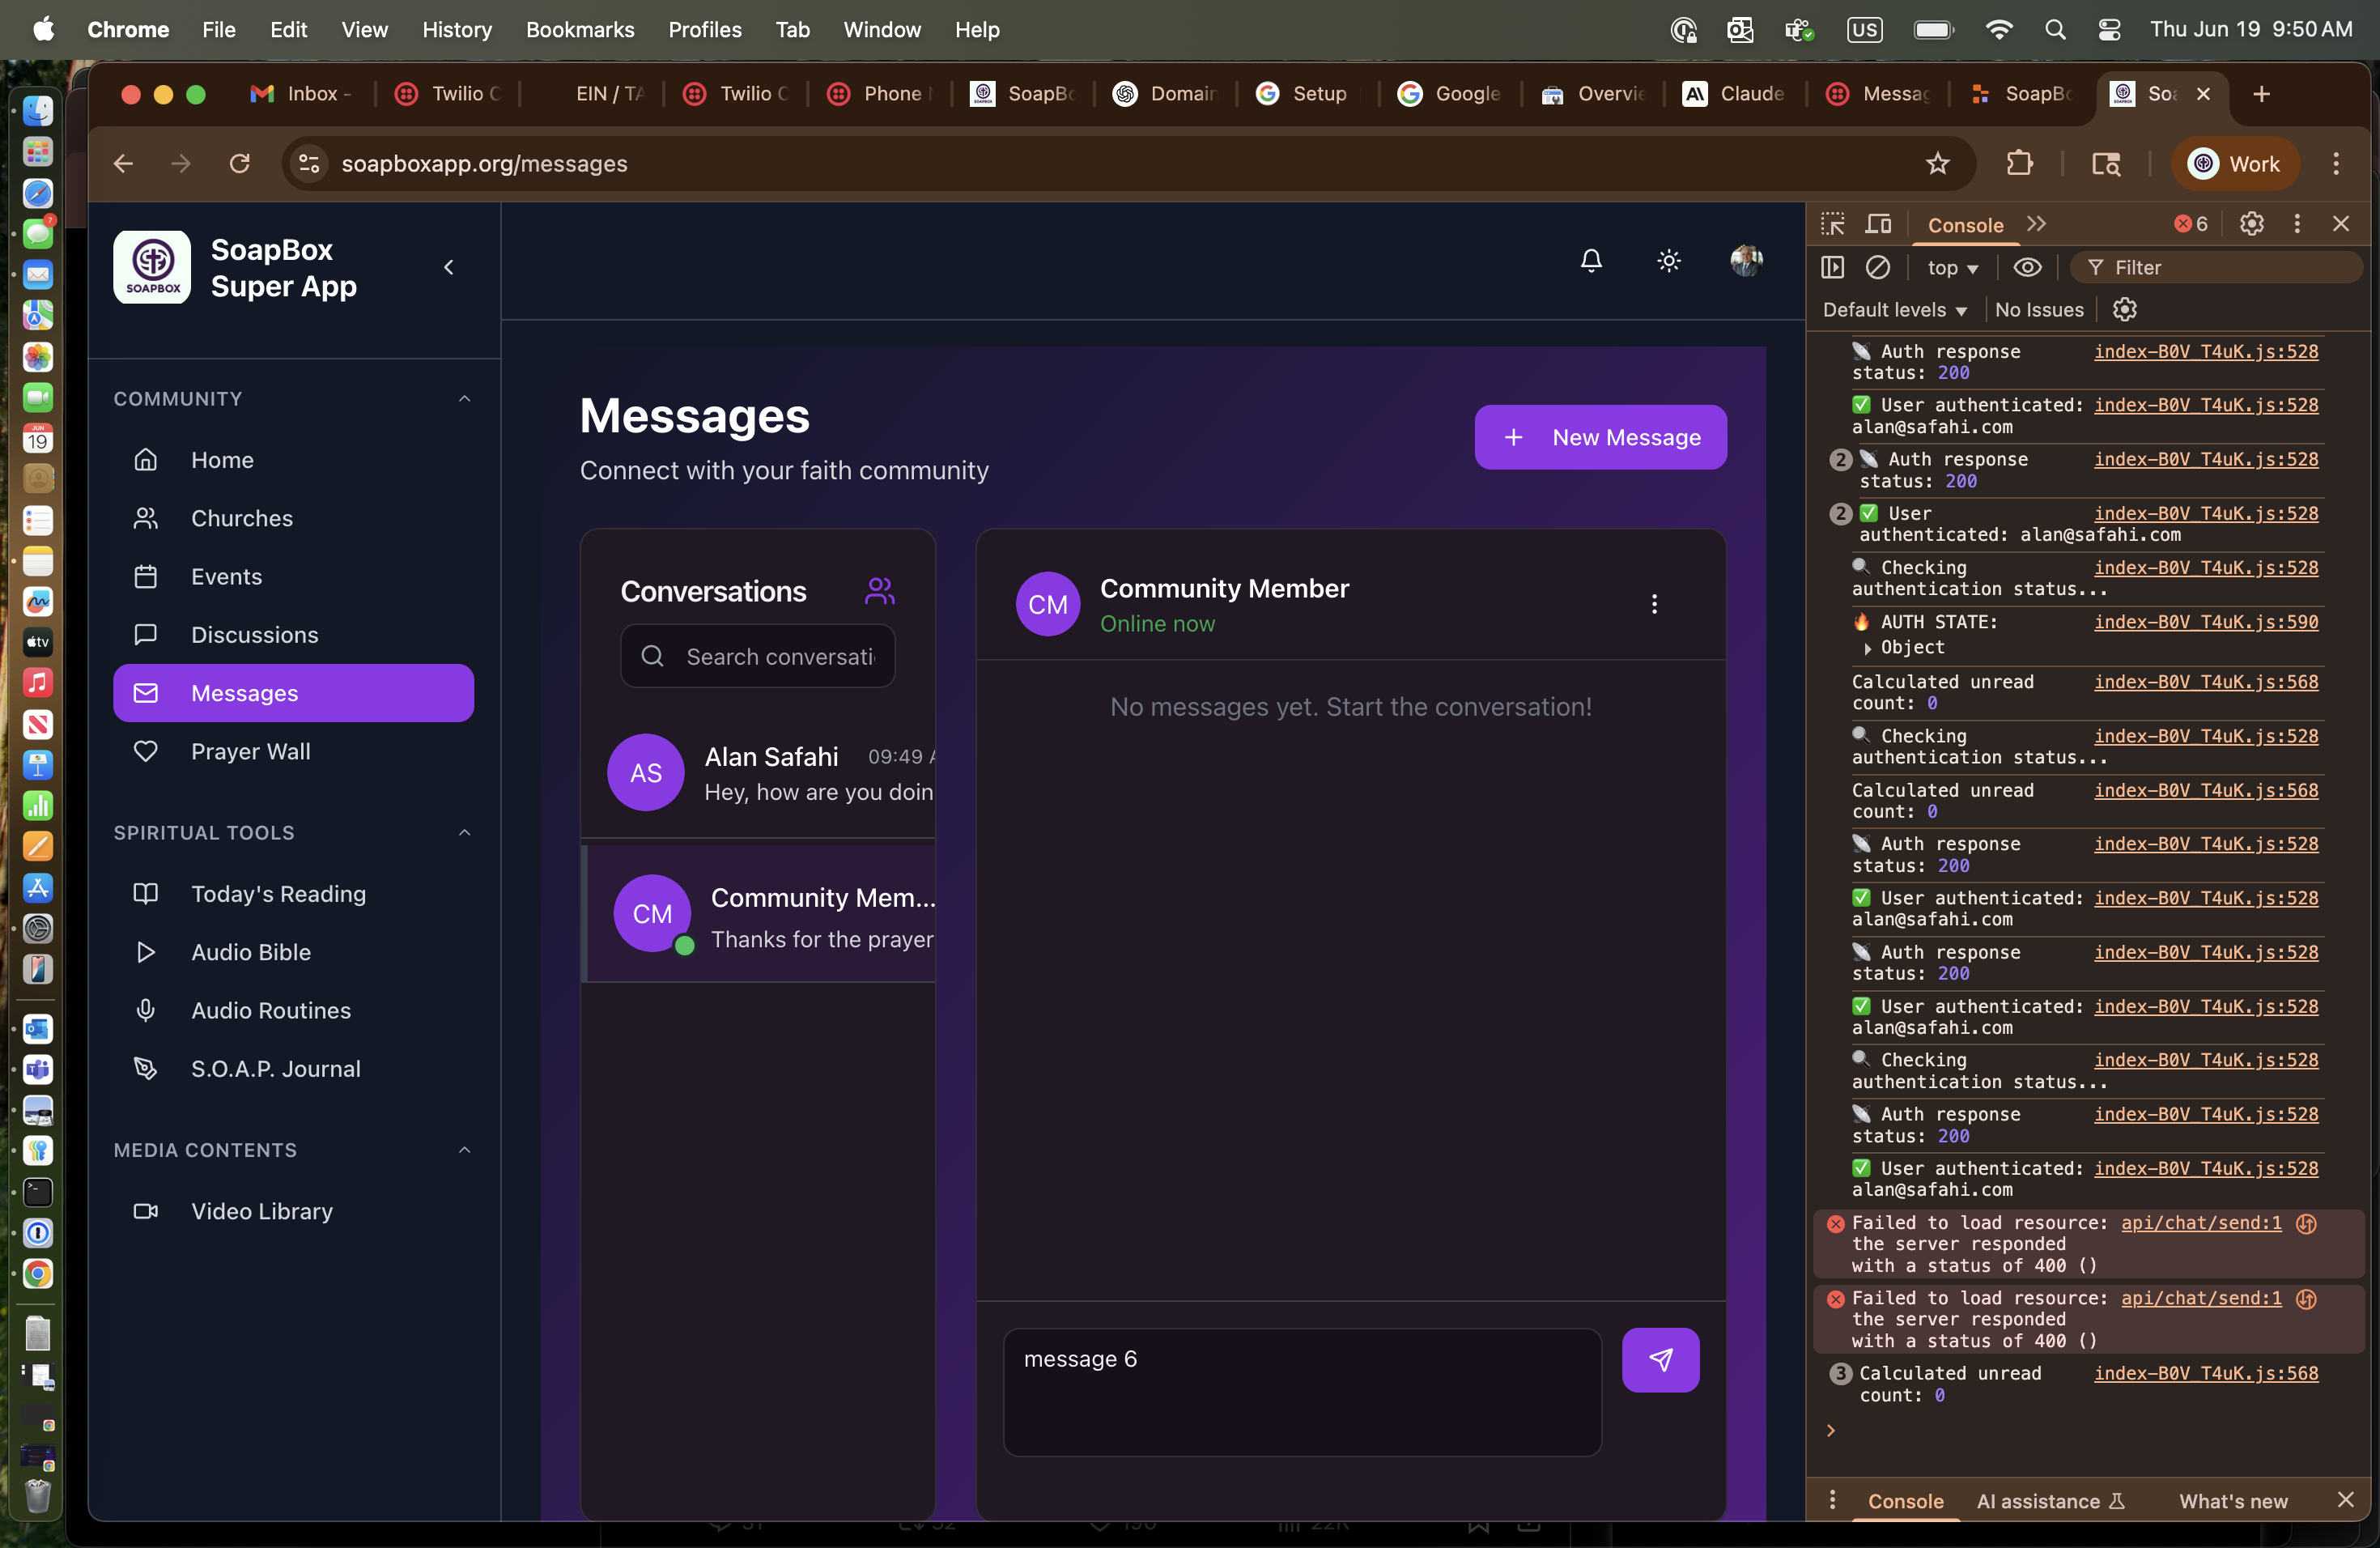 Chrome File Edit View History Bookmarks Profiles Tab Window Help
US
Thu Jun 19 9:50 AM
Inbox -
Twilio
EIN / TA
Twilio
Phone
SoapBo
Domain
Setup
Google
Overvie
Claude
Messag
SoapBo
Soa
soapboxapp.org/messages
Work
SOAPBOX
SoapBox
Super App
COMMUNITY
Home
Churches
Events
Discussions
Messages
Prayer Wall
SPIRITUAL TOOLS
Today's Reading
Audio Bible
Audio Routines
S.O.A.P. Journal
MEDIA CONTENTS
Video Library
Messages
Connect with your faith community
+ New Message
Conversations
Search conversati
AS
Alan Safahi 09:49 A
Hey, how are you doin
CM
Community Mem...
Thanks for the prayer
CM
Community Member
Online now
No messages yet. Start the conversation!
message 6
Console
6
top
Filter
Default levels
No Issues
Auth response index-B0V_T4uK.js:528
status: 200
User authenticated: index-B0V_T4uK.js:528
alan@safahi.com
2 Auth response index-B0V_T4uK.js:528
status: 200
2 User index-B0V_T4uK.js:528
authenticated: alan@safahi.com
Checking index-B0V_T4uK.js:528
authentication status...
AUTH STATE: index-B0V_T4uK.js:590
Object
Calculated unread index-B0V_T4uK.js:568
count: 0
Checking index-B0V_T4uK.js:528
authentication status...
Calculated unread index-B0V_T4uK.js:568
count: 0
Auth response index-B0V_T4uK.js:528
status: 200
User authenticated: index-B0V_T4uK.js:528
alan@safahi.com
Auth response index-B0V_T4uK.js:528
status: 200
User authenticated: index-B0V_T4uK.js:528
alan@safahi.com
Checking index-B0V_T4uK.js:528
authentication status...
Auth response index-B0V_T4uK.js:528
status: 200
User authenticated: index-B0V_T4uK.js:528
alan@safahi.com
Failed to load resource: api/chat/send:1
the server responded
with a status of 400 ()
Failed to load resource: api/chat/send:1
the server responded
with a status of 400 ()
3 Calculated unread index-B0V_T4uK.js:568
count: 0
Console
AI assistance
What's new
7
JUN
19
tv